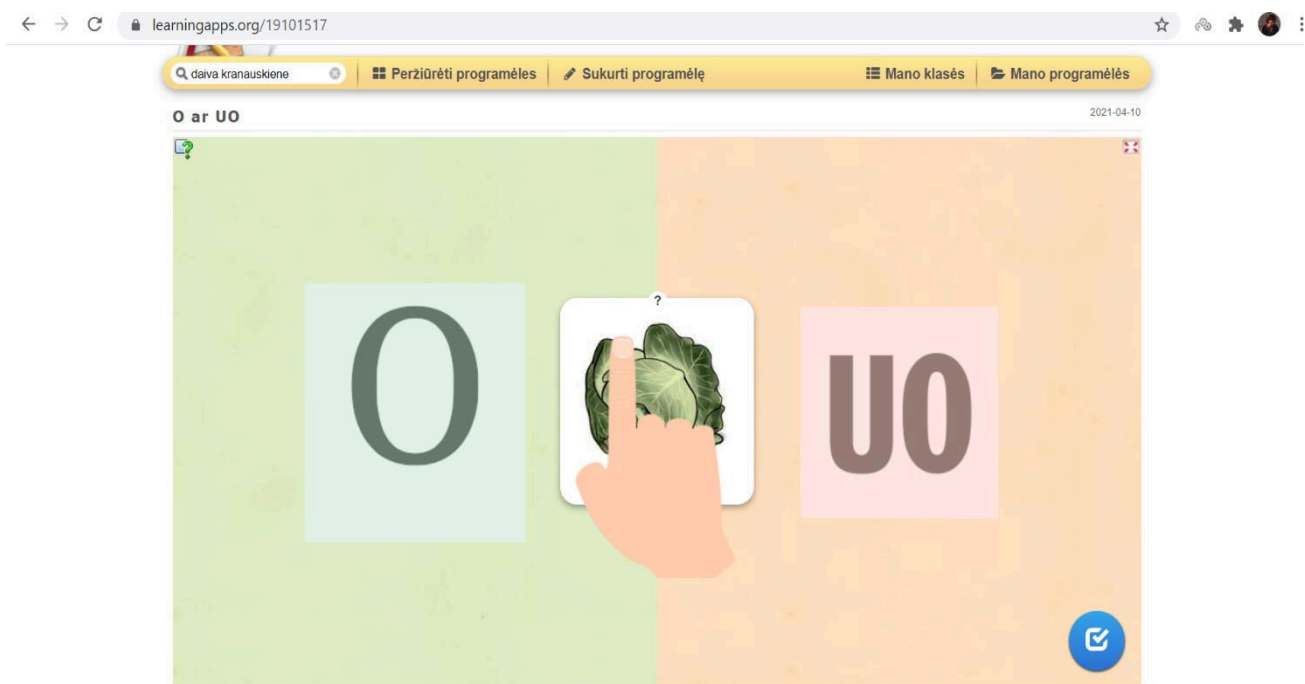 learningapps.org/19101517
daiva kranauskiene Peržiūrėti programėles Sukurti programėlę Mano klasės Mano programėlės
O ar UO 2021-04-10
?
?
O UO